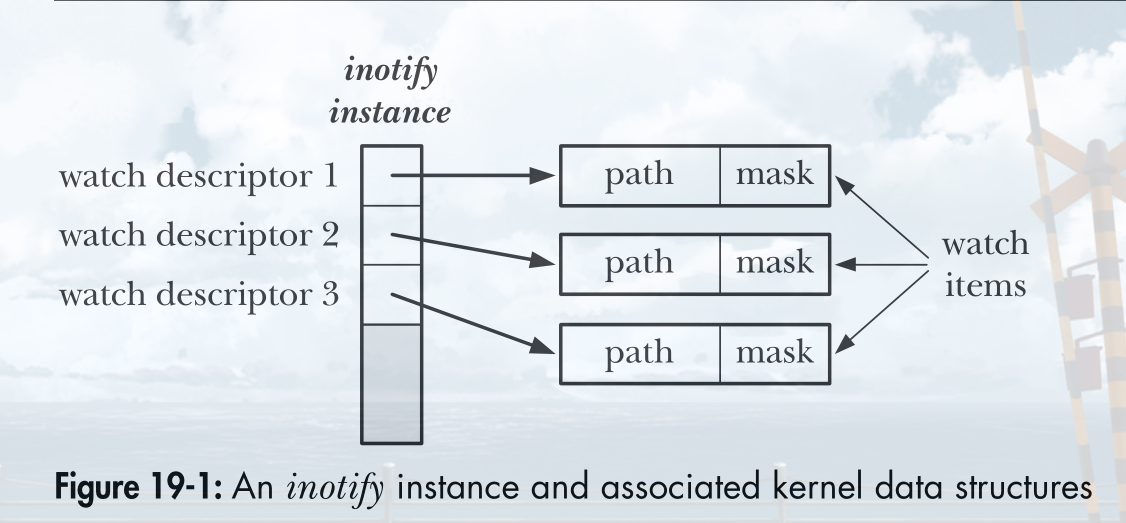 inotify
instance
watch descriptor 1
path mask
watch descriptor 2
path mask
watch
items
watch descriptor 3
path mask
Figure 19-1: An inotify instance and associated kernel data structures